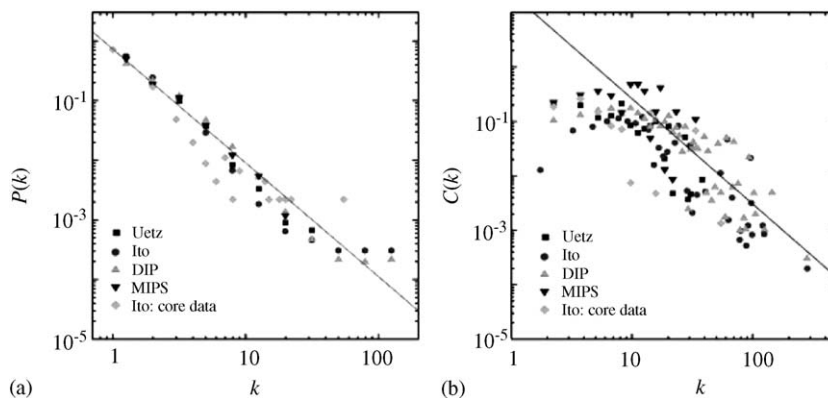 P(k)
10⁻¹
10⁻³
10⁻⁵
Uetz
Ito
DIP
MIPS
Ito: core data
1
10
100
k
(a)
C(k)
10⁻¹
10⁻³
10⁻⁵
Uetz
Ito
DIP
MIPS
Ito: core data
1
10
100
k
(b)